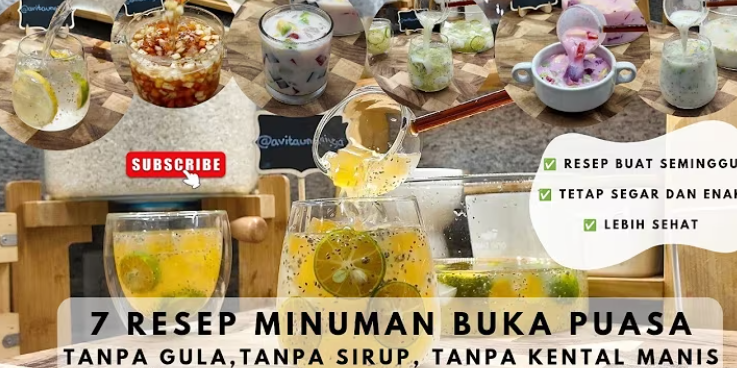 SUBSCRIBE
✅ RESEP BUAT SEMINGGU
✅ TETAP SEGAR DAN ENAK
✅ LEBIH SEHAT
7 RESEP MINUMAN BUKA PUASA
TANPA GULA,TANPA SIRUP, TANPA KENTAL MANIS